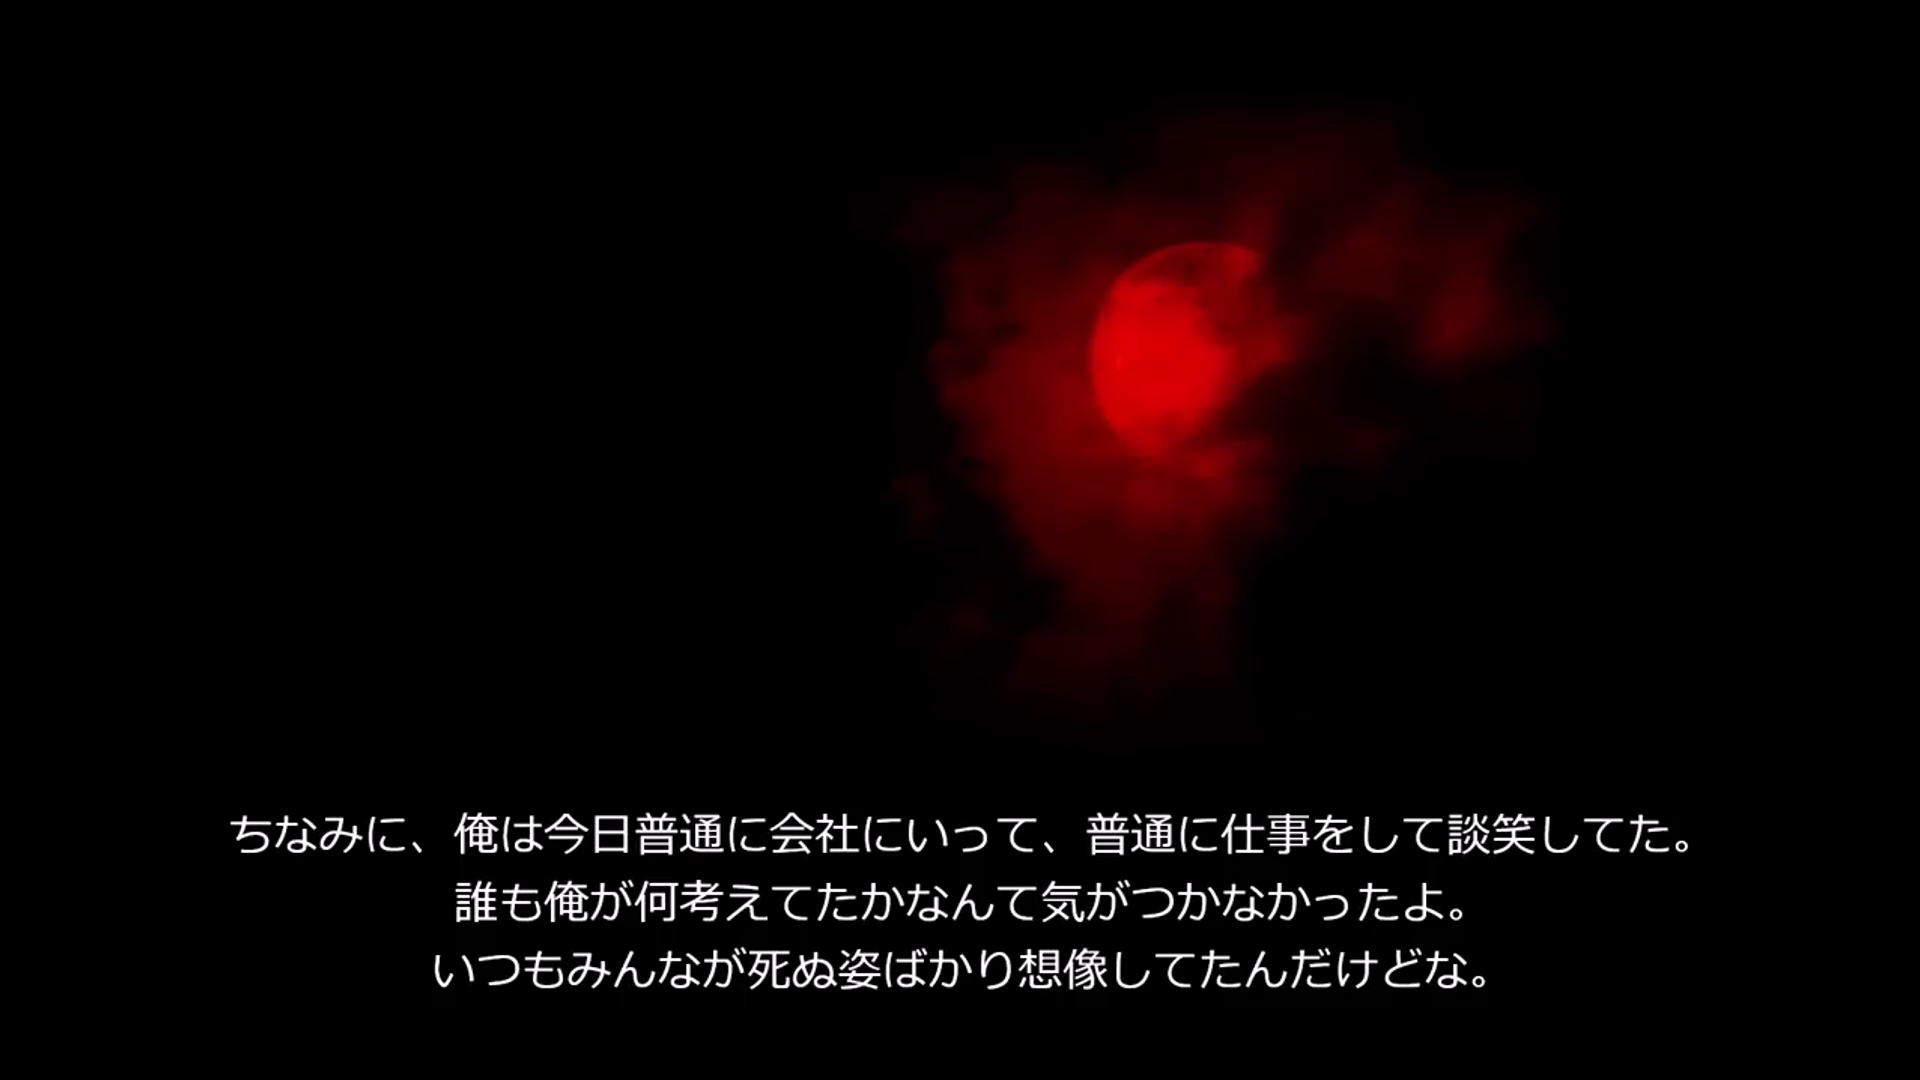 ちなみに、俺は今日普通に会社にいって、普通に仕事をして談笑してた。
誰も俺が何考えてたかなんて気がつかなかったよ。
いつもみんなが死ぬ姿ばかり想像してたんだけどな。